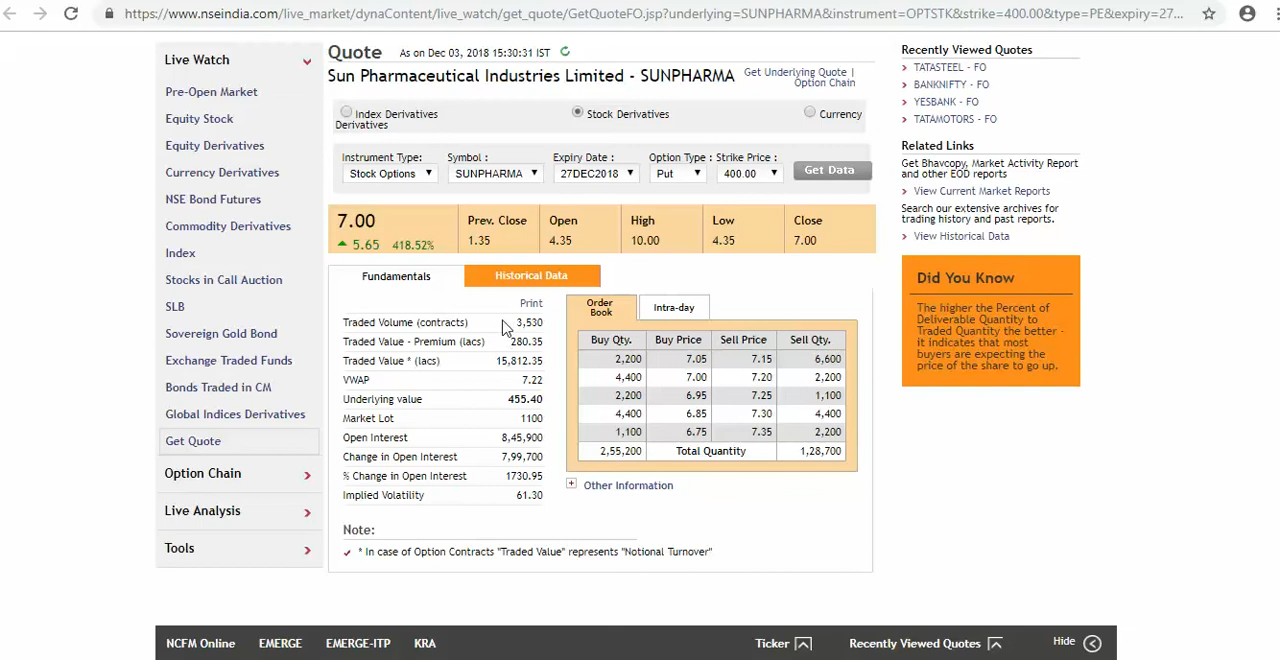 https://www.nseindia.com/live_market/dynaContent/live_watch/get_quote/GetQuoteFO.jsp?underlying=SUNPHARMA&instrument=OPTSTK&strike=400.00&type=PE&expiry=27...
Live Watch
Pre-Open Market
Equity Stock
Equity Derivatives
Currency Derivatives
NSE Bond Futures
Commodity Derivatives
Index
Stocks in Call Auction
SLB
Sovereign Gold Bond
Exchange Traded Funds
Bonds Traded in CM
Global Indices Derivatives
Get Quote
Option Chain
Live Analysis
Tools
Quote As on Dec 03, 2018 15:30:31 IST
Sun Pharmaceutical Industries Limited - SUNPHARMA
Get Underlying Quote |
Option Chain
Index Derivatives Stock Derivatives Currency
Derivatives
Instrument Type: Symbol : Expiry Date : Option Type : Strike Price :
Stock Options SUNPHARMA 27DEC2018 Put 400.00 Get Data
7.00 Prev. Close Open High Low Close
5.65 418.52% 1.35 4.35 10.00 4.35 7.00
Fundamentals Historical Data
Print
Traded Volume (contracts) 3,530
Traded Value - Premium (lacs) 280.35
Traded Value * (lacs) 15,812.35
VWAP 7.22
Underlying value 455.40
Market Lot 1100
Open Interest 8,45,900
Change in Open Interest 7,99,700
% Change in Open Interest 1730.95
Implied Volatility 61.30
Order
Book
Intra-day
Buy Qty. Buy Price Sell Price Sell Qty.
2,200 7.05 7.15 6,600
4,400 7.00 7.20 2,200
2,200 6.95 7.25 1,100
4,400 6.85 7.30 4,400
1,100 6.75 7.35 2,200
2,55,200 Total Quantity 1,28,700
Other Information
Note:
* In case of Option Contracts "Traded Value" represents "Notional Turnover"
Recently Viewed Quotes
TATASTEEL - FO
BANKNIFTY - FO
YESBANK - FO
TATAMOTORS - FO
Related Links
Get Bhavcopy, Market Activity Report
and other EOD reports
View Current Market Reports
Search our extensive archives for
trading history and past reports.
View Historical Data
Did You Know
The higher the Percent of
Deliverable Quantity to
Traded Quantity the better -
it indicates that most
buyers are expecting the
price of the share to go up.
NCFM Online EMERGE EMERGE-ITP KRA Ticker Recently Viewed Quotes Hide